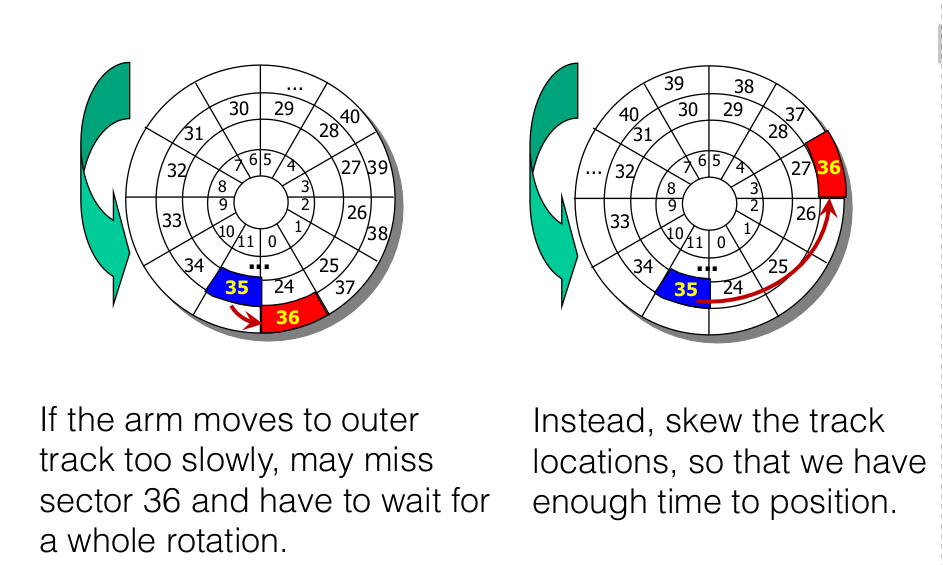 ...
30 29 40
31 28
32 7 6 5 4 27 39
8 3
9 2
33 26 38
10 11 0 1
34 ... 25
35 24 37
36
39 38
40 30 29 37
31 28
... 32 7 6 5 4 27 36
8 3
9 2
33 26
10 11 0 1
34 ... 25
35 24
If the arm moves to outer
track too slowly, may miss
sector 36 and have to wait for
a whole rotation.
Instead, skew the track
locations, so that we have
enough time to position.